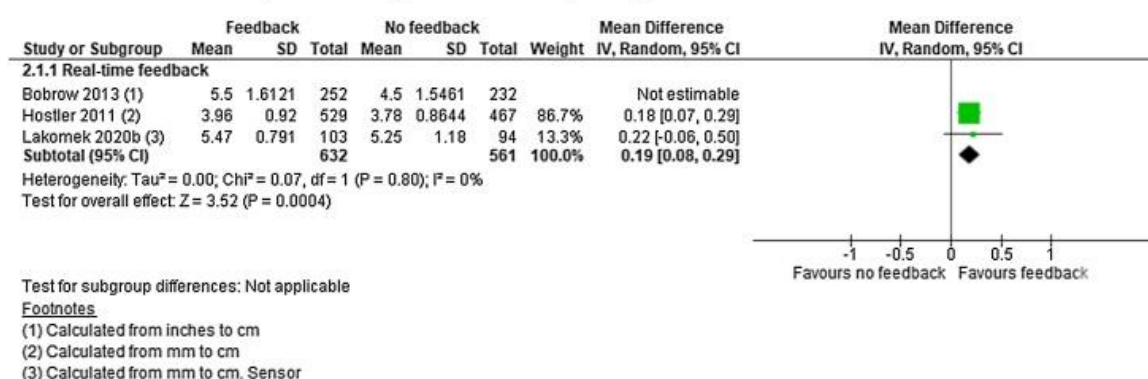 Feedback No feedback Mean Difference Mean Difference
Study or Subgroup Mean SD Total Mean SD Total Weight IV, Random, 95% CI IV, Random, 95% CI
2.1.1 Real-time feedback
Bobrow 2013 (1) 5.5 1.6121 252 4.5 1.5461 232 Not estimable
Hostler 2011 (2) 3.96 0.92 529 3.78 0.8644 467 86.7% 0.18 [0.07, 0.29]
Lakomek 2020b (3) 5.47 0.791 103 5.25 1.18 94 13.3% 0.22 [-0.06, 0.50]
Subtotal (95% CI) 632 561 100.0% 0.19 [0.08, 0.29]
Heterogeneity: Tau² = 0.00; Chi² = 0.07, df = 1 (P = 0.80); I² = 0%
Test for overall effect: Z = 3.52 (P = 0.0004)
-1 -0.5 0 0.5 1
Favours no feedback Favours feedback
Test for subgroup differences: Not applicable
Footnotes
(1) Calculated from inches to cm
(2) Calculated from mm to cm
(3) Calculated from mm to cm. Sensor